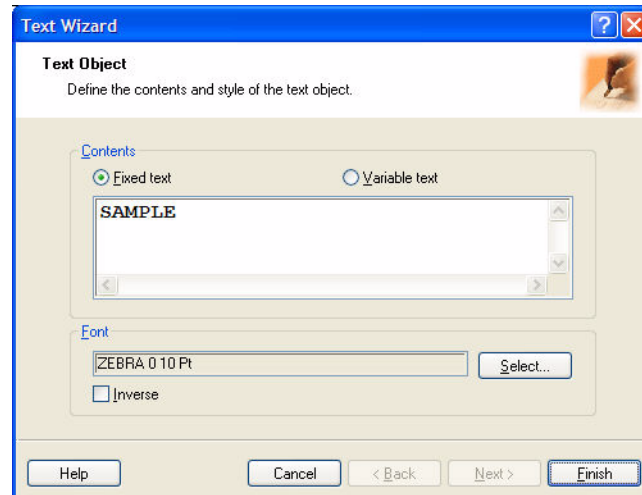 Text Wizard
Text Object
Define the contents and style of the text object.
Contents
Fixed text Variable text
SAMPLE
Font
ZEBRA 0 10 Pt Select...
Inverse
Help Cancel < Back Next > Finish